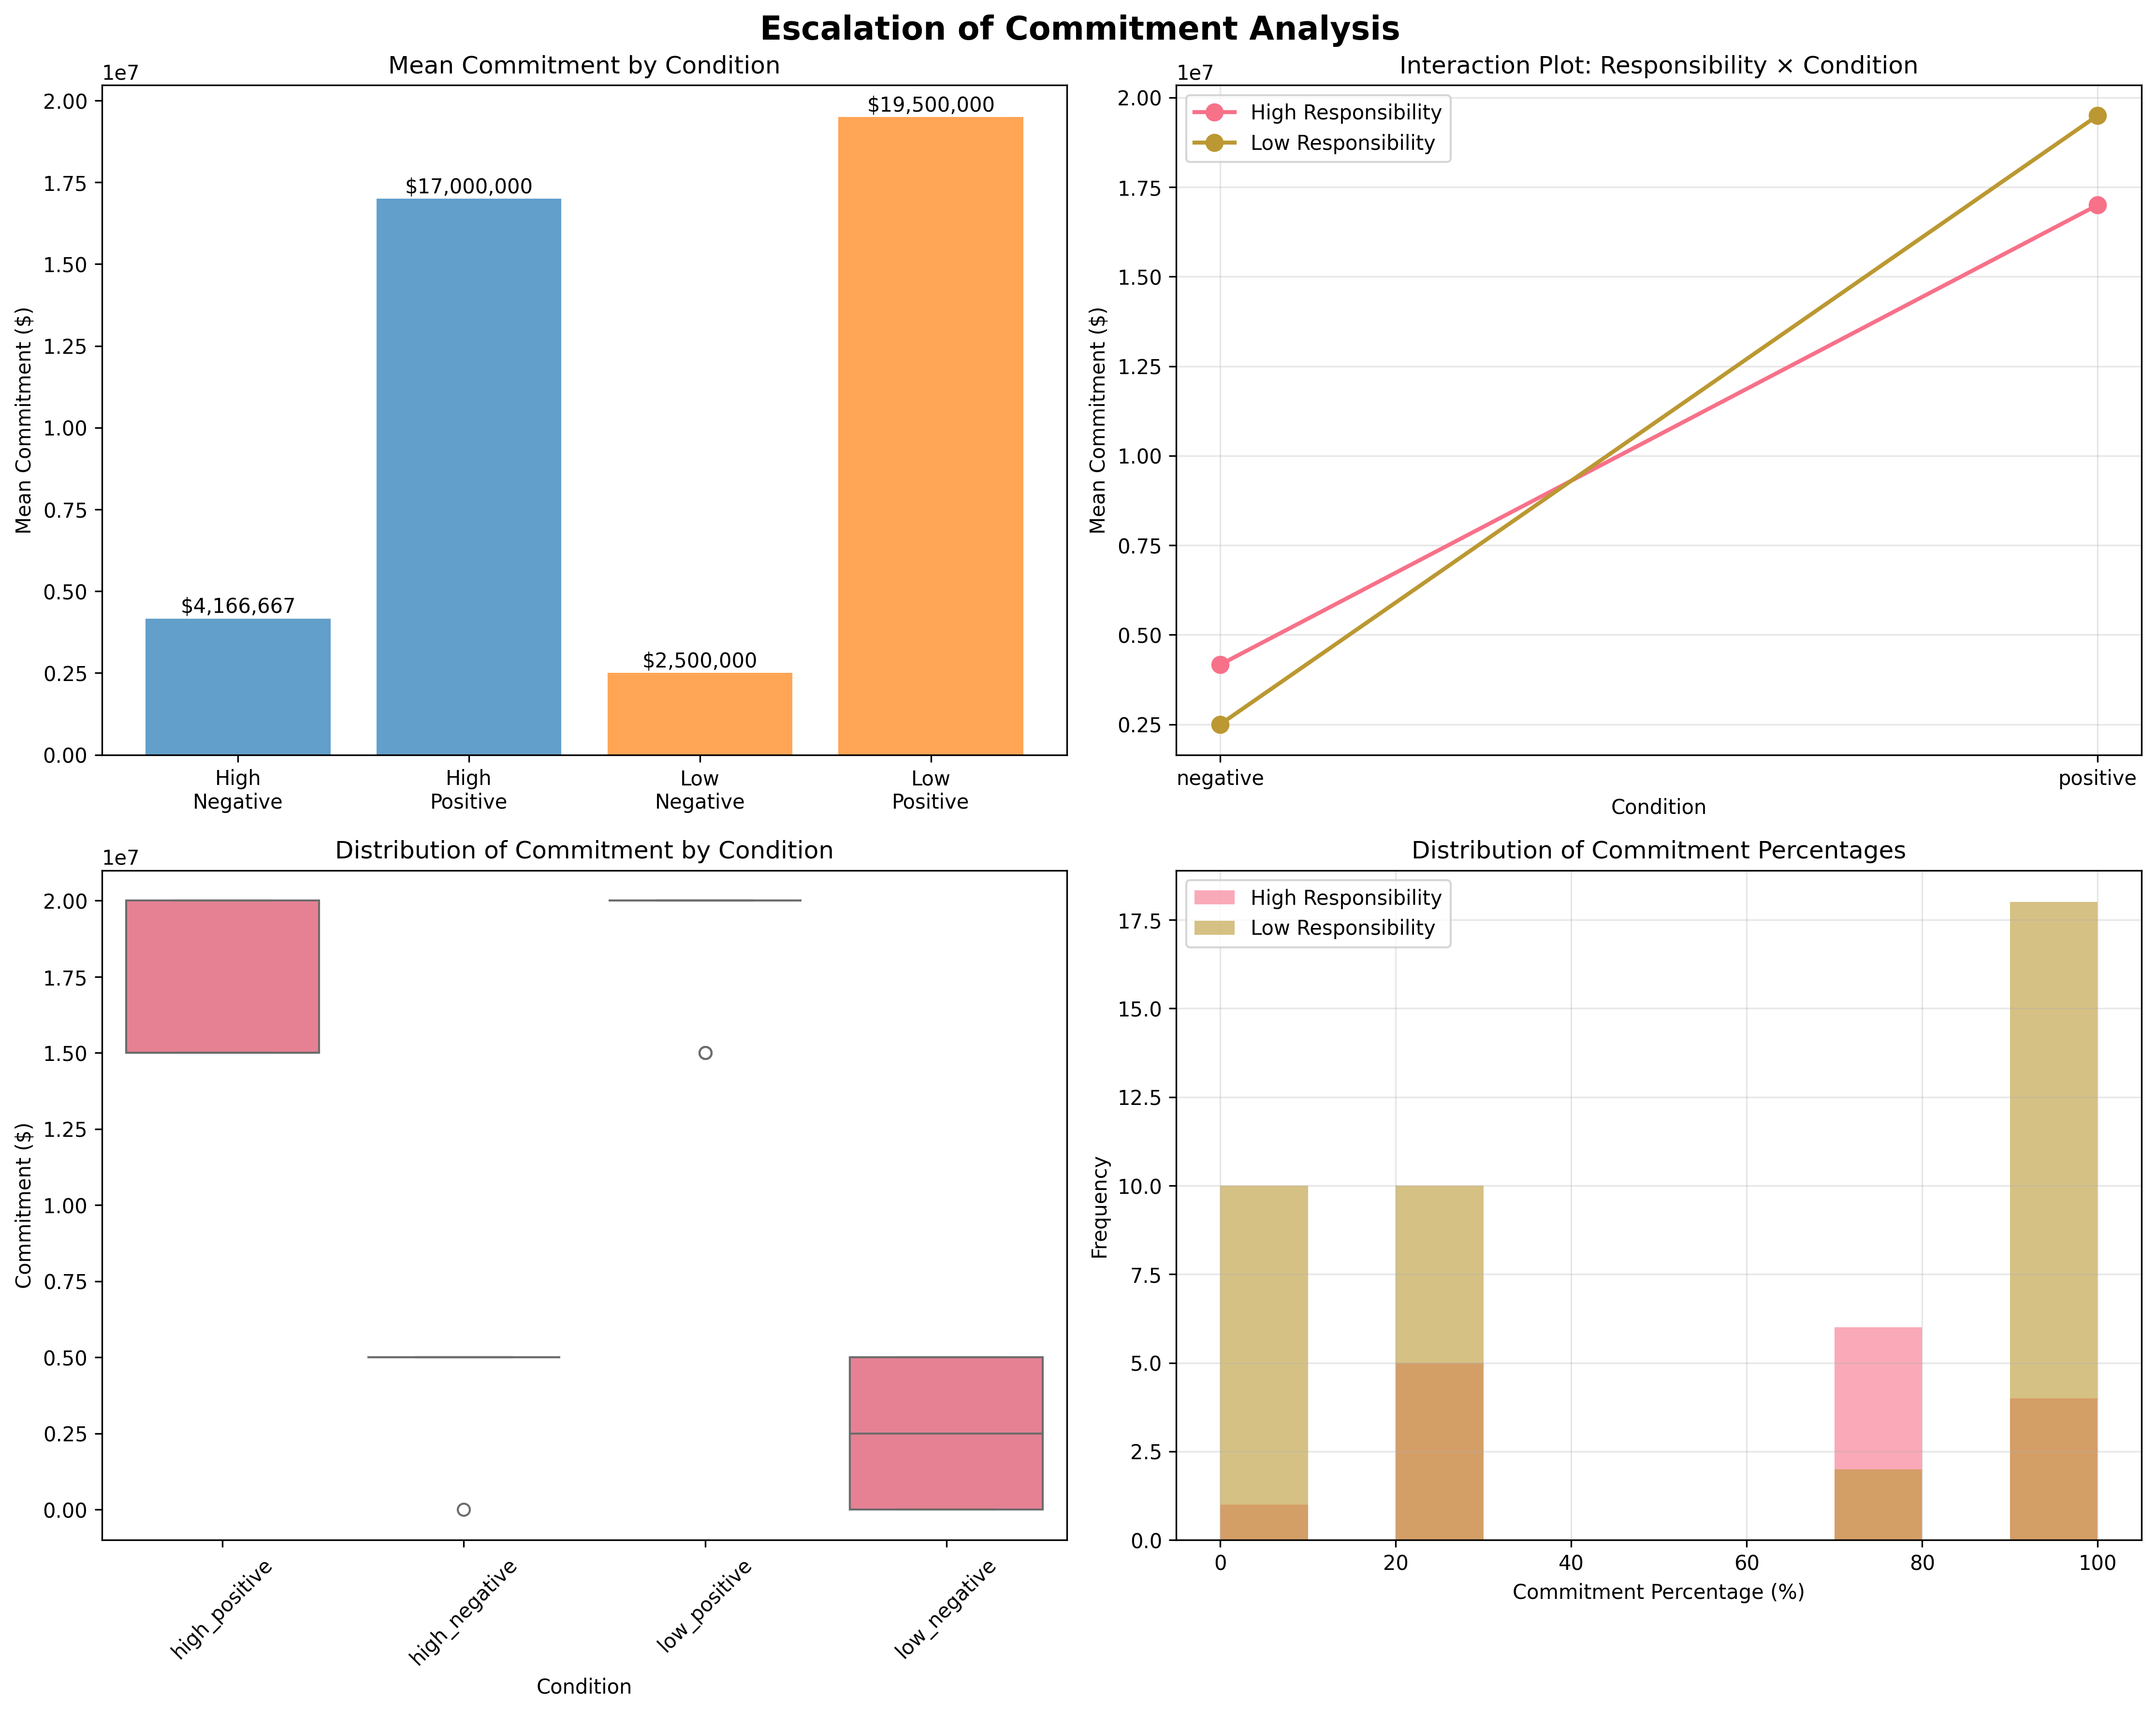 Escalation of Commitment Analysis
Mean Commitment by Condition
1e7
Mean Commitment ($)
2.00
1.75
1.50
1.25
1.00
0.75
0.50
0.25
0.00
$4,166,667
$17,000,000
$2,500,000
$19,500,000
High
Negative
High
Positive
Low
Negative
Low
Positive
Interaction Plot: Responsibility × Condition
1e7
High Responsibility
Low Responsibility
Mean Commitment ($)
2.00
1.75
1.50
1.25
1.00
0.75
0.50
0.25
negative
positive
Condition
Distribution of Commitment by Condition
1e7
Commitment ($)
2.00
1.75
1.50
1.25
1.00
0.75
0.50
0.25
0.00
high_positive
high_negative
low_positive
low_negative
Condition
Distribution of Commitment Percentages
High Responsibility
Low Responsibility
Frequency
17.5
15.0
12.5
10.0
7.5
5.0
2.5
0.0
0
20
40
60
80
100
Commitment Percentage (%)